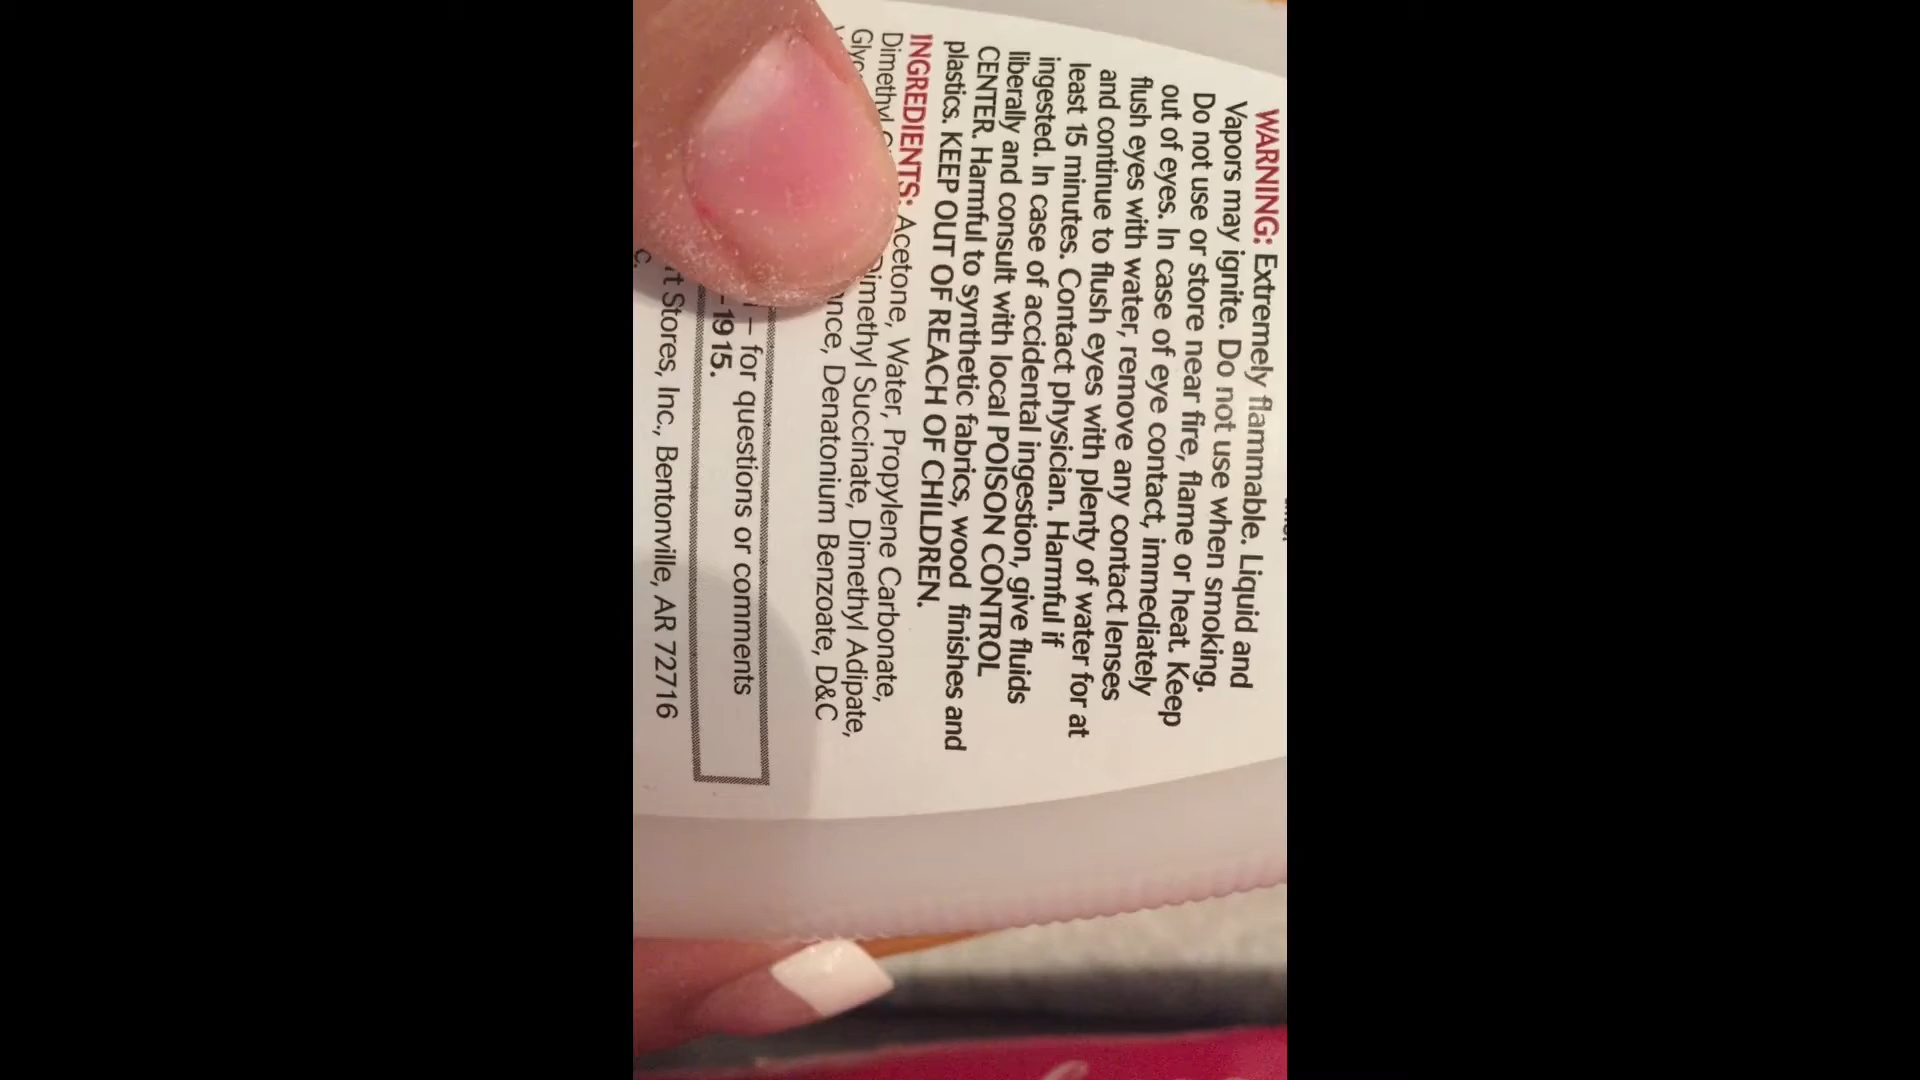 WARNING: Extremely flammable. Liquid and
Vapors may ignite. Do not use when smoking.
Do not use or store near fire, flame or heat. Keep
out of eyes. In case of eye contact, immediately
flush eyes with water, remove any contact lenses
and continue to flush eyes with plenty of water for at
least 15 minutes. Contact physician. Harmful if
ingested. In case of accidental ingestion, give fluids
liberally and consult with local POISON CONTROL
CENTER. Harmful to synthetic fabrics, wood finishes and
plastics. KEEP OUT OF REACH OF CHILDREN.
INGREDIENTS: Acetone, Water, Propylene Carbonate,
Dimethyl Dimethyl Succinate, Dimethyl Adipate,
Denatonium Benzoate, D&C
– for questions or comments
-1915.
Stores, Inc., Bentonville, AR 72716